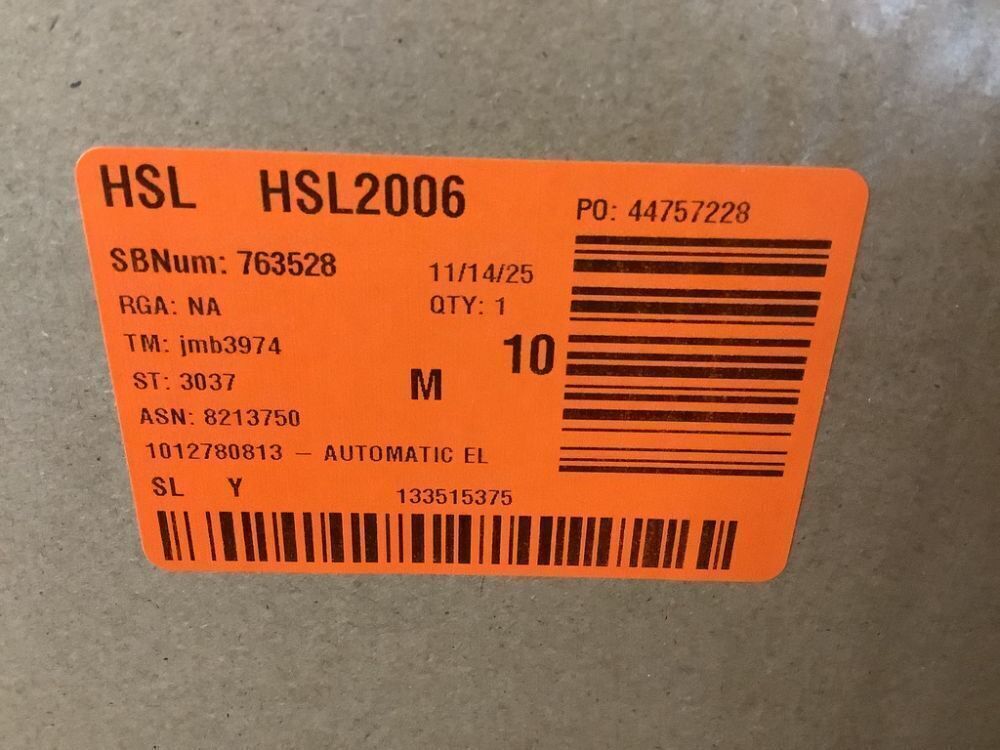 HSL HSL2006
PO: 44757228
SBNum: 763528
11/14/25
RGA: NA
QTY: 1
TM: jmb3974
10
ST: 3037
M
ASN: 8213750
1012780813 – AUTOMATIC EL
SL Y
133515375